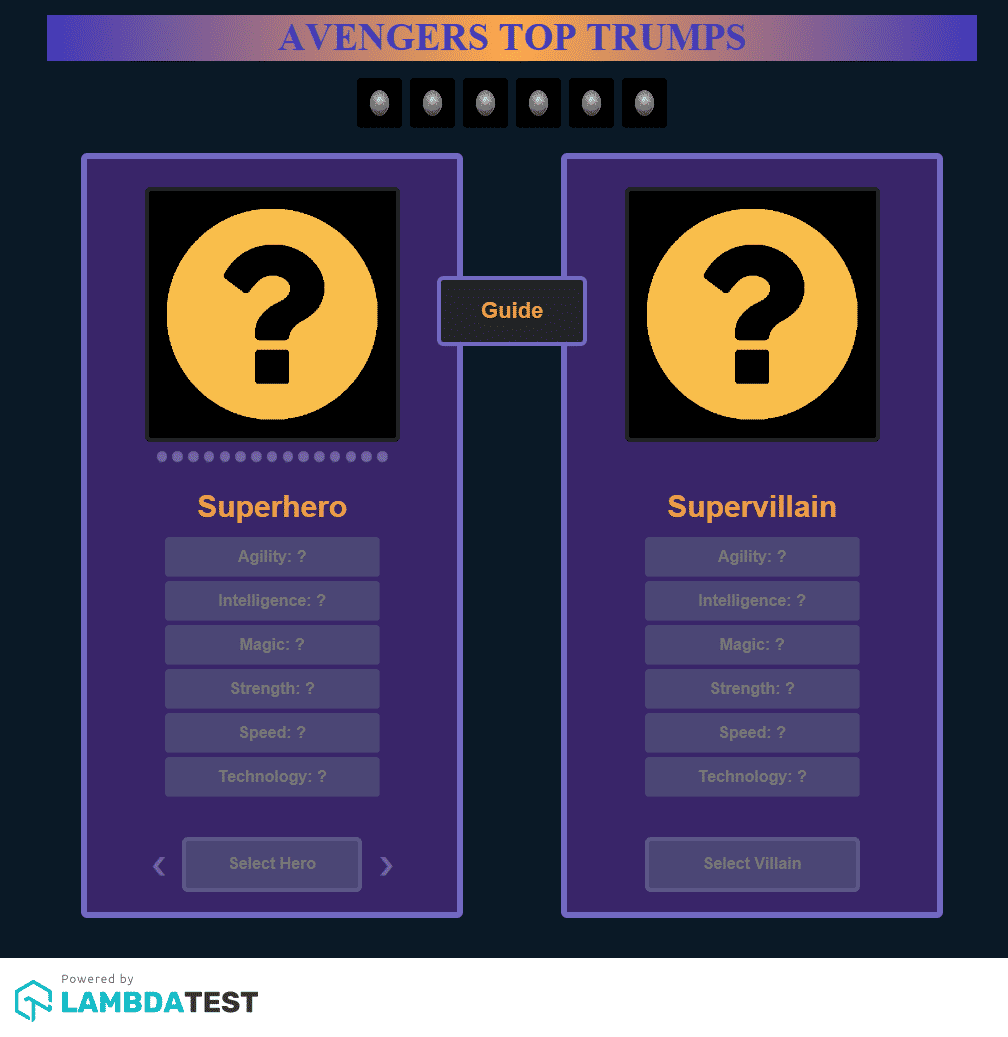 AVENGERS TOP TRUMPS
?
?
Guide
Superhero
Agility: ?
Intelligence: ?
Magic: ?
Strength: ?
Speed: ?
Technology: ?
❮
Select Hero
❯
Supervillain
Agility: ?
Intelligence: ?
Magic: ?
Strength: ?
Speed: ?
Technology: ?
Select Villain
Powered by
LAMBDATEST